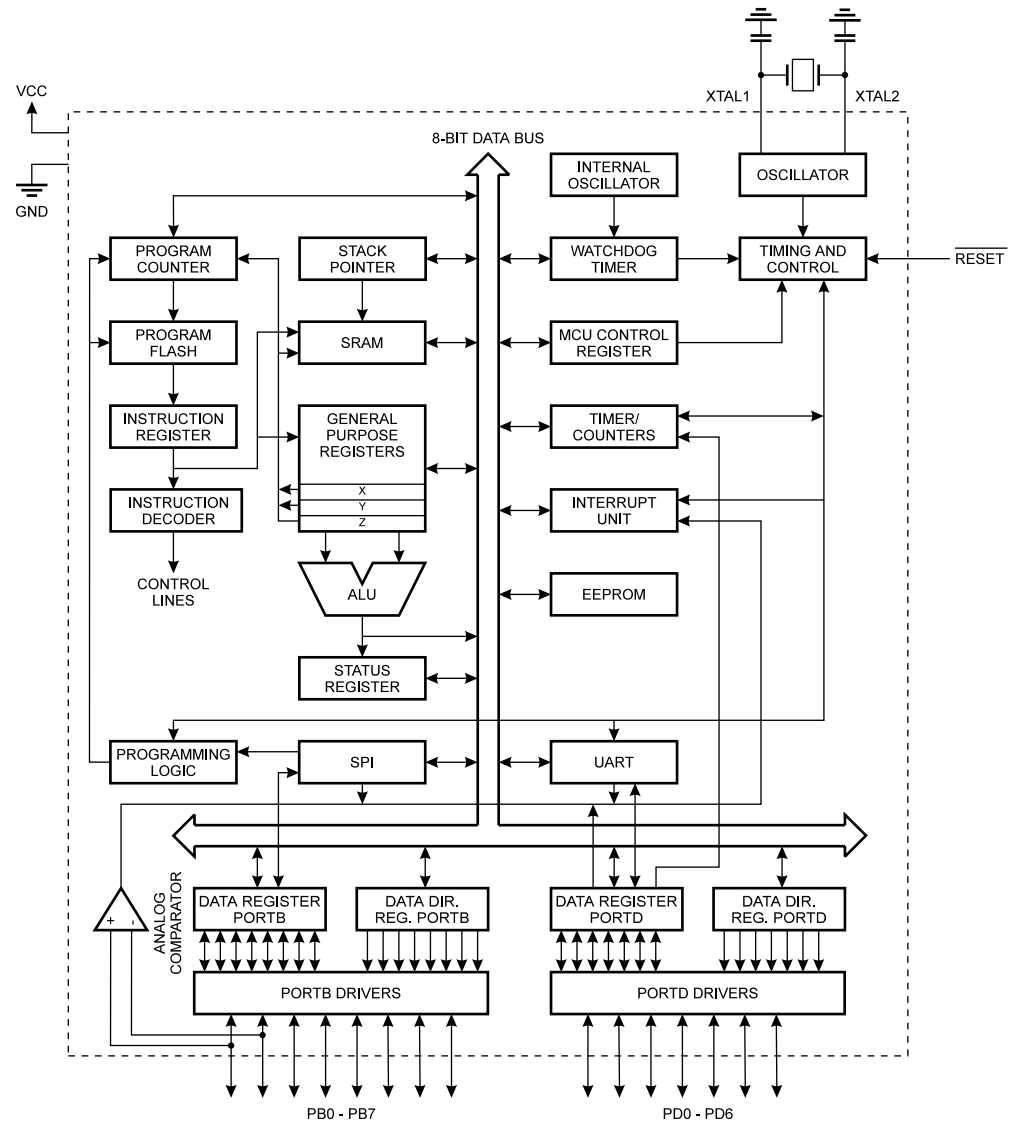 XTAL1
XTAL2
VCC
GND
8-BIT DATA BUS
INTERNAL
OSCILLATOR
OSCILLATOR
PROGRAM
COUNTER
STACK
POINTER
WATCHDOG
TIMER
TIMING AND
CONTROL
RESET
PROGRAM
FLASH
SRAM
MCU CONTROL
REGISTER
INSTRUCTION
REGISTER
GENERAL
PURPOSE
REGISTERS
X
Y
Z
TIMER/
COUNTERS
INSTRUCTION
DECODER
INTERRUPT
UNIT
CONTROL
LINES
ALU
EEPROM
STATUS
REGISTER
PROGRAMMING
LOGIC
SPI
UART
ANALOG
COMPARATOR
+
-
DATA REGISTER
PORTB
DATA DIR.
REG. PORTB
DATA REGISTER
PORTD
DATA DIR.
REG. PORTD
PORTB DRIVERS
PORTD DRIVERS
PB0 - PB7
PD0 - PD6